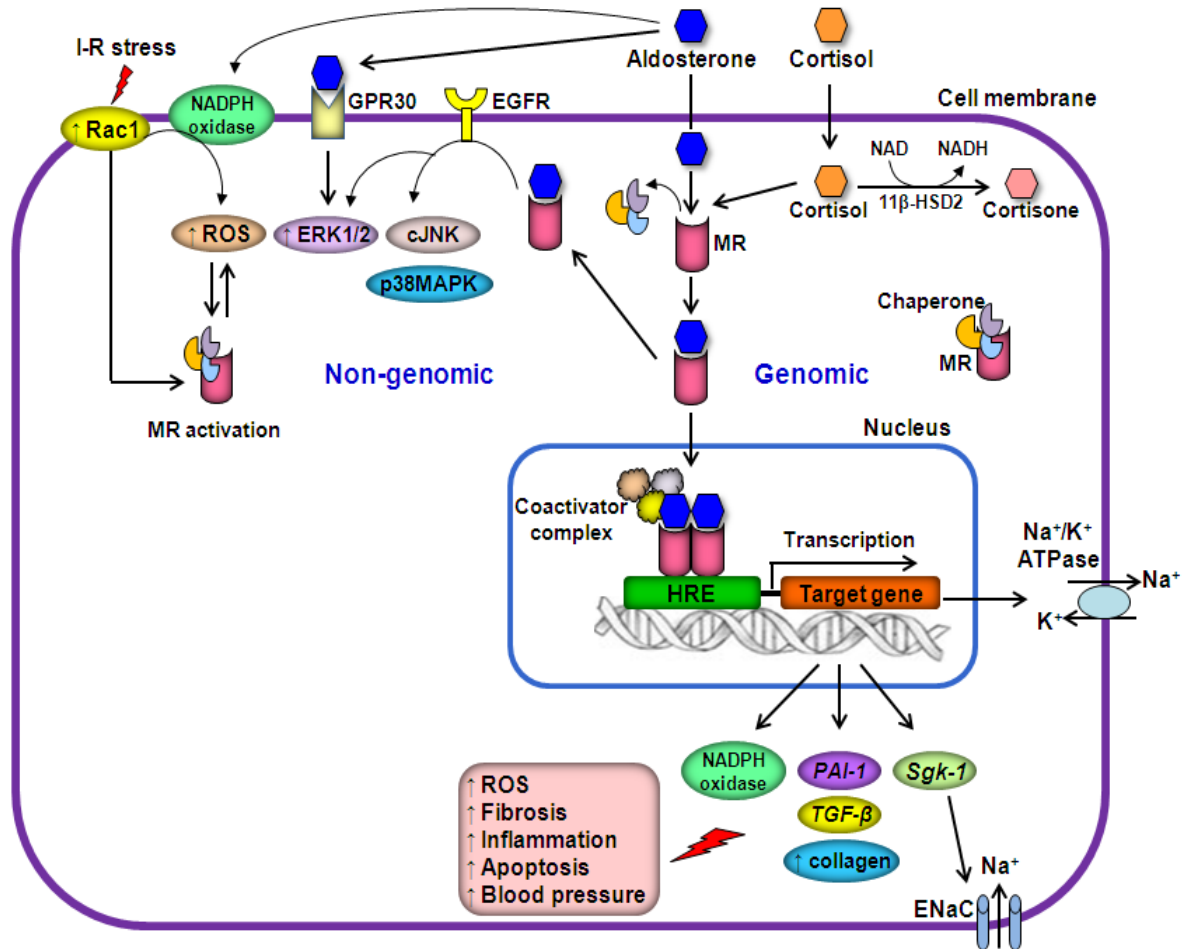 I-R stress
Aldosterone
Cortisol
NADPH
oxidase
GPR30
EGFR
Cell membrane
↑ Rac1
NAD
NADH
Cortisol
11β-HSD2
Cortisone
↑ ROS
↑ ERK1/2
cJNK
MR
p38MAPK
Chaperone
MR
Non-genomic
Genomic
MR activation
Nucleus
Coactivator
complex
Transcription
Na⁺/K⁺
ATPase
Na⁺
K⁺
HRE
Target gene
NADPH
oxidase
PAI-1
Sgk-1
TGF-β
↑ collagen
↑ ROS
↑ Fibrosis
↑ Inflammation
↑ Apoptosis
↑ Blood pressure
Na⁺
ENaC